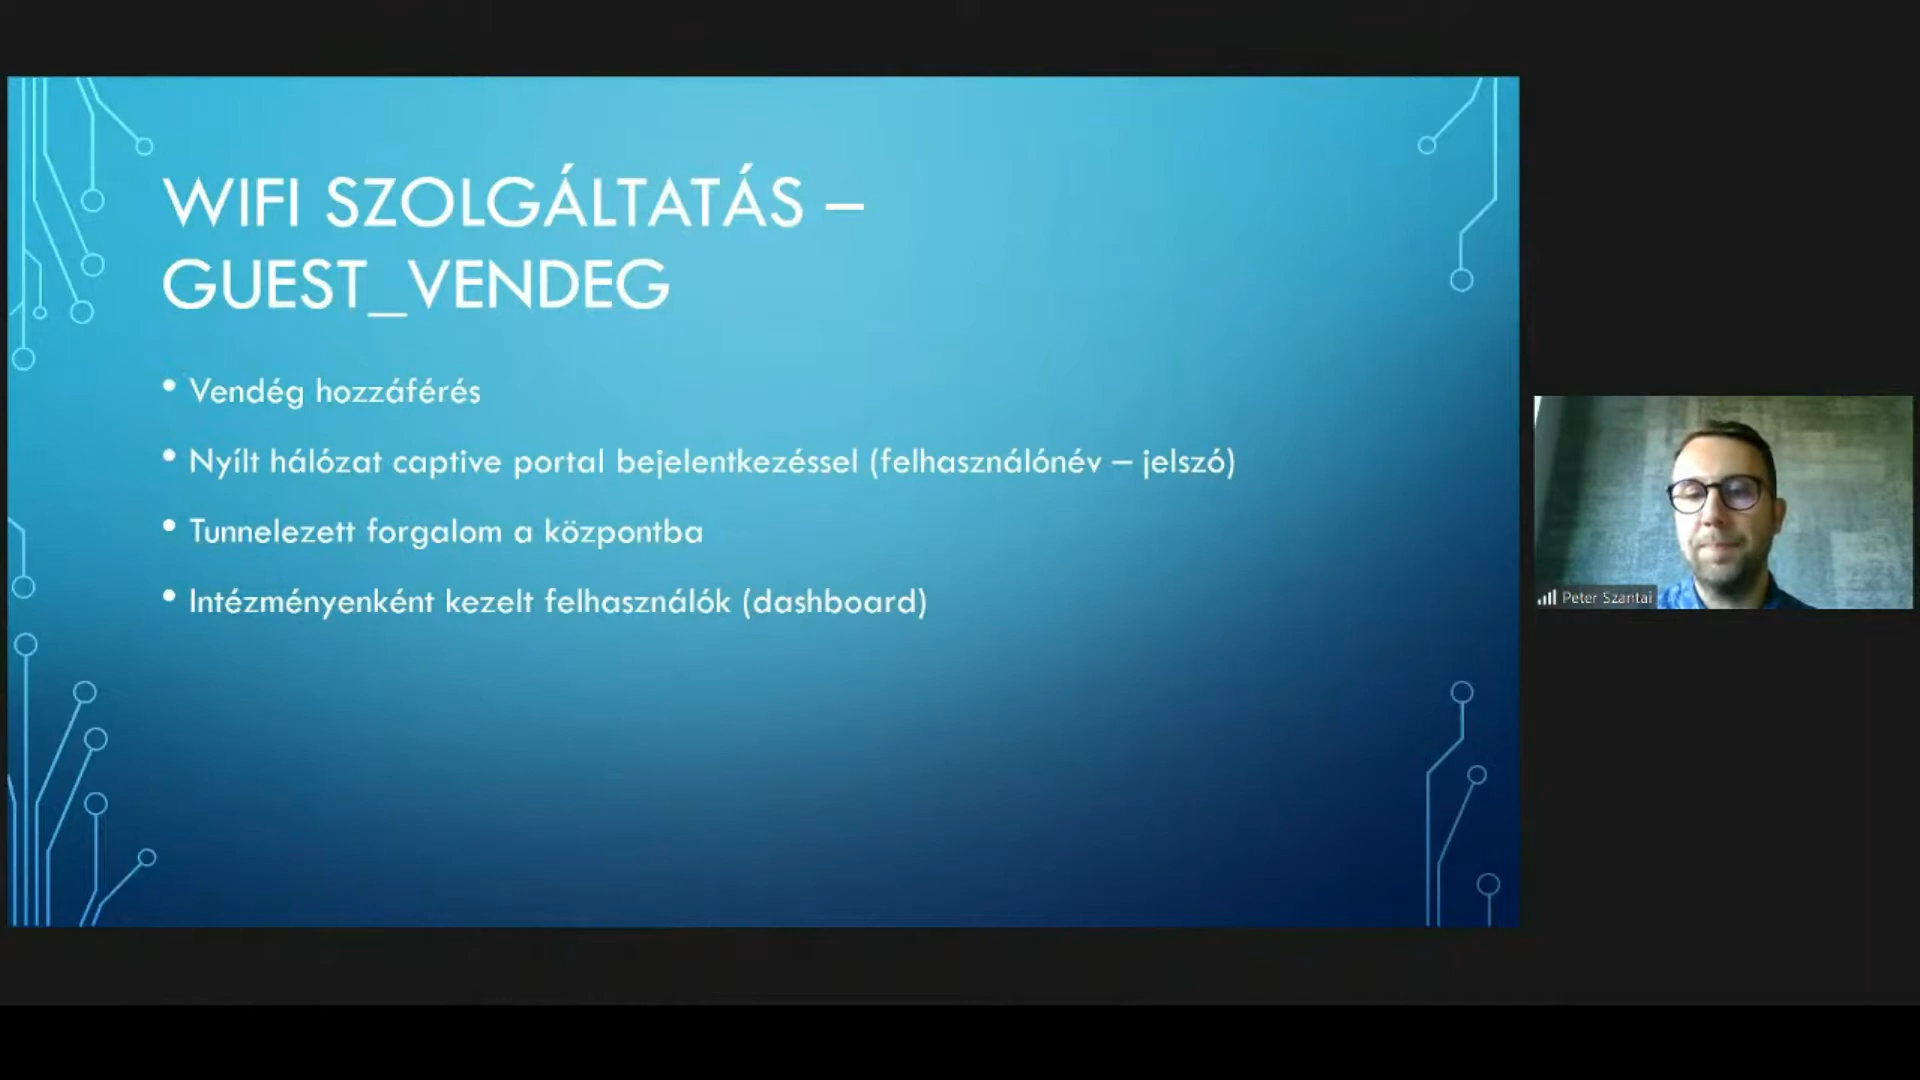 WIFI SZOLGÁLTATÁS –
GUEST_VENDEG
• Vendég hozzáférés
• Nyílt hálózat captive portal bejelentkezéssel (felhasználónév – jelszó)
• Tunnelezett forgalom a központba
• Intézményenként kezelt felhasználók (dashboard)
Peter Szantai